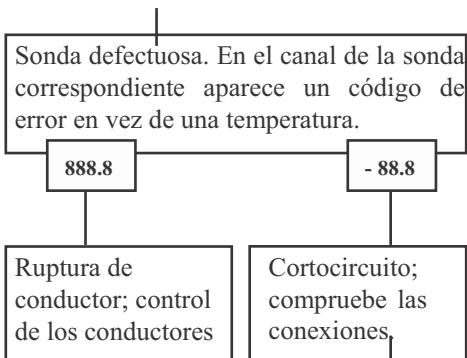 Sonda defectuosa. En el canal de la sonda
correspondiente aparece un código de
error en vez de una temperatura.
888.8
- 88.8
Ruptura de
conductor; control
de los conductores
Cortocircuito;
compruebe las
conexiones.